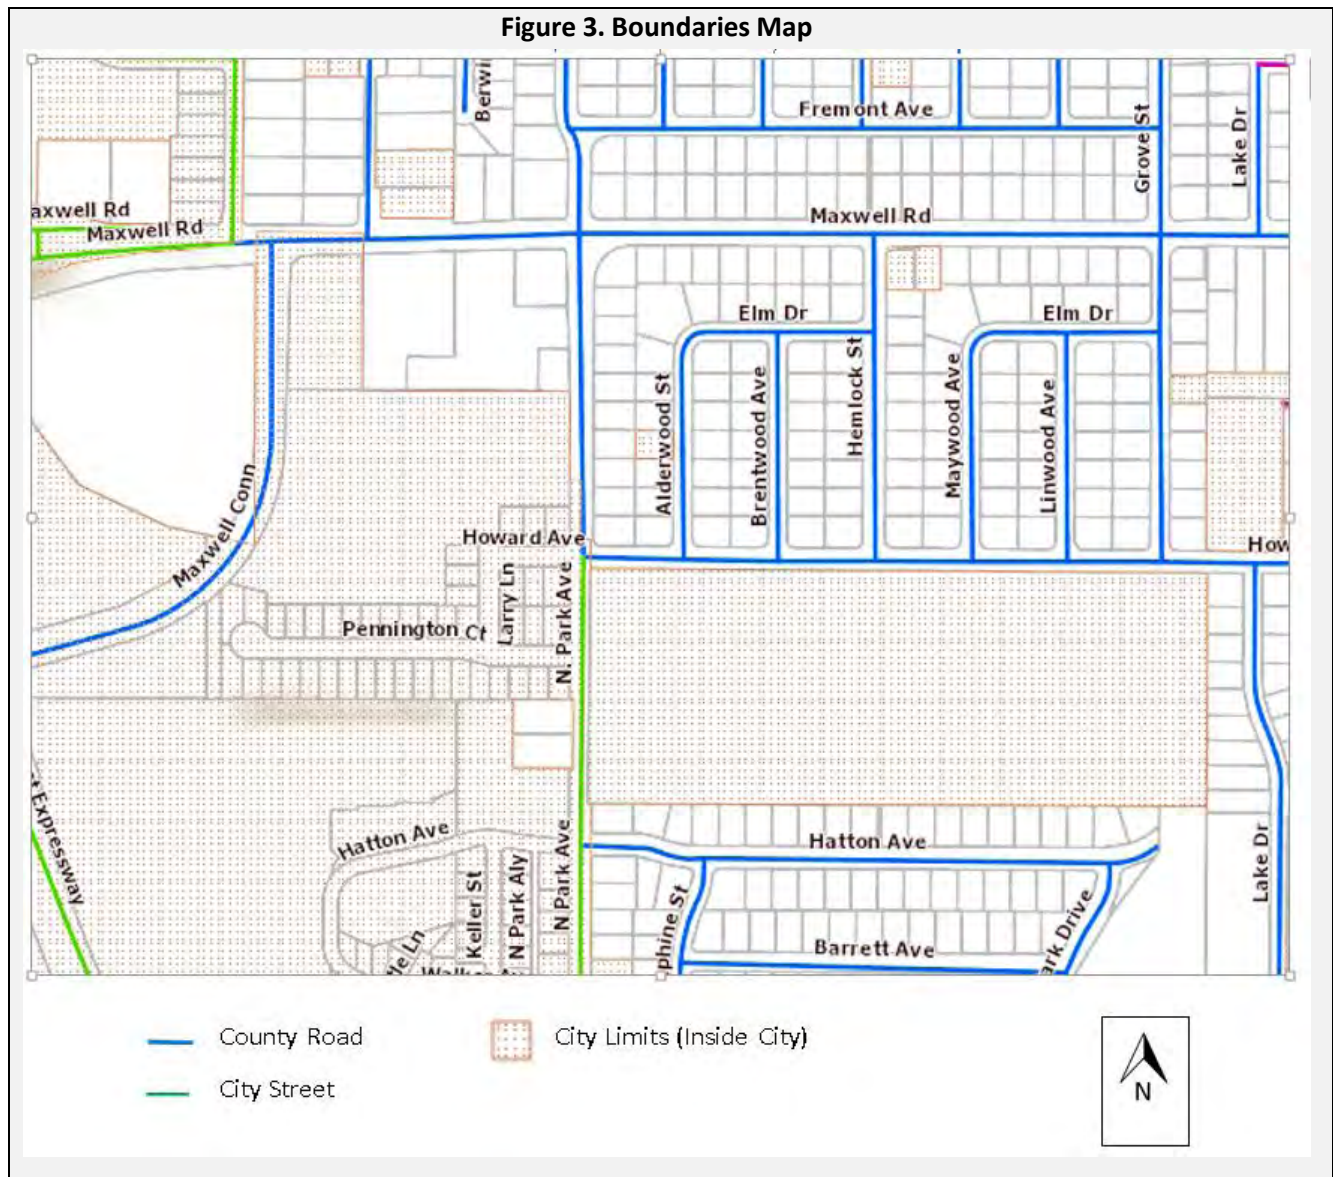 Figure 3. Boundaries Map
Berwi
Fremont Ave
Grove St
Lake Dr
axwell Rd
Maxwell Rd
Maxwell Rd
Elm Dr
Elm Dr
Alderwood St
Brentwood Ave
Hemlock St
Maywood Ave
Linwood Ave
Maxwell Conn
Howard Ave
How
Larry Ln
N. Park Ave
Pennington Ct
t Expressway
Hatton Ave
Hatton Ave
Keller St
N Park Aly
N Park Ave
Lake Dr
phine St
ark Drive
Barrett Ave
le Ln
County Road
City Limits (Inside City)
City Street
N